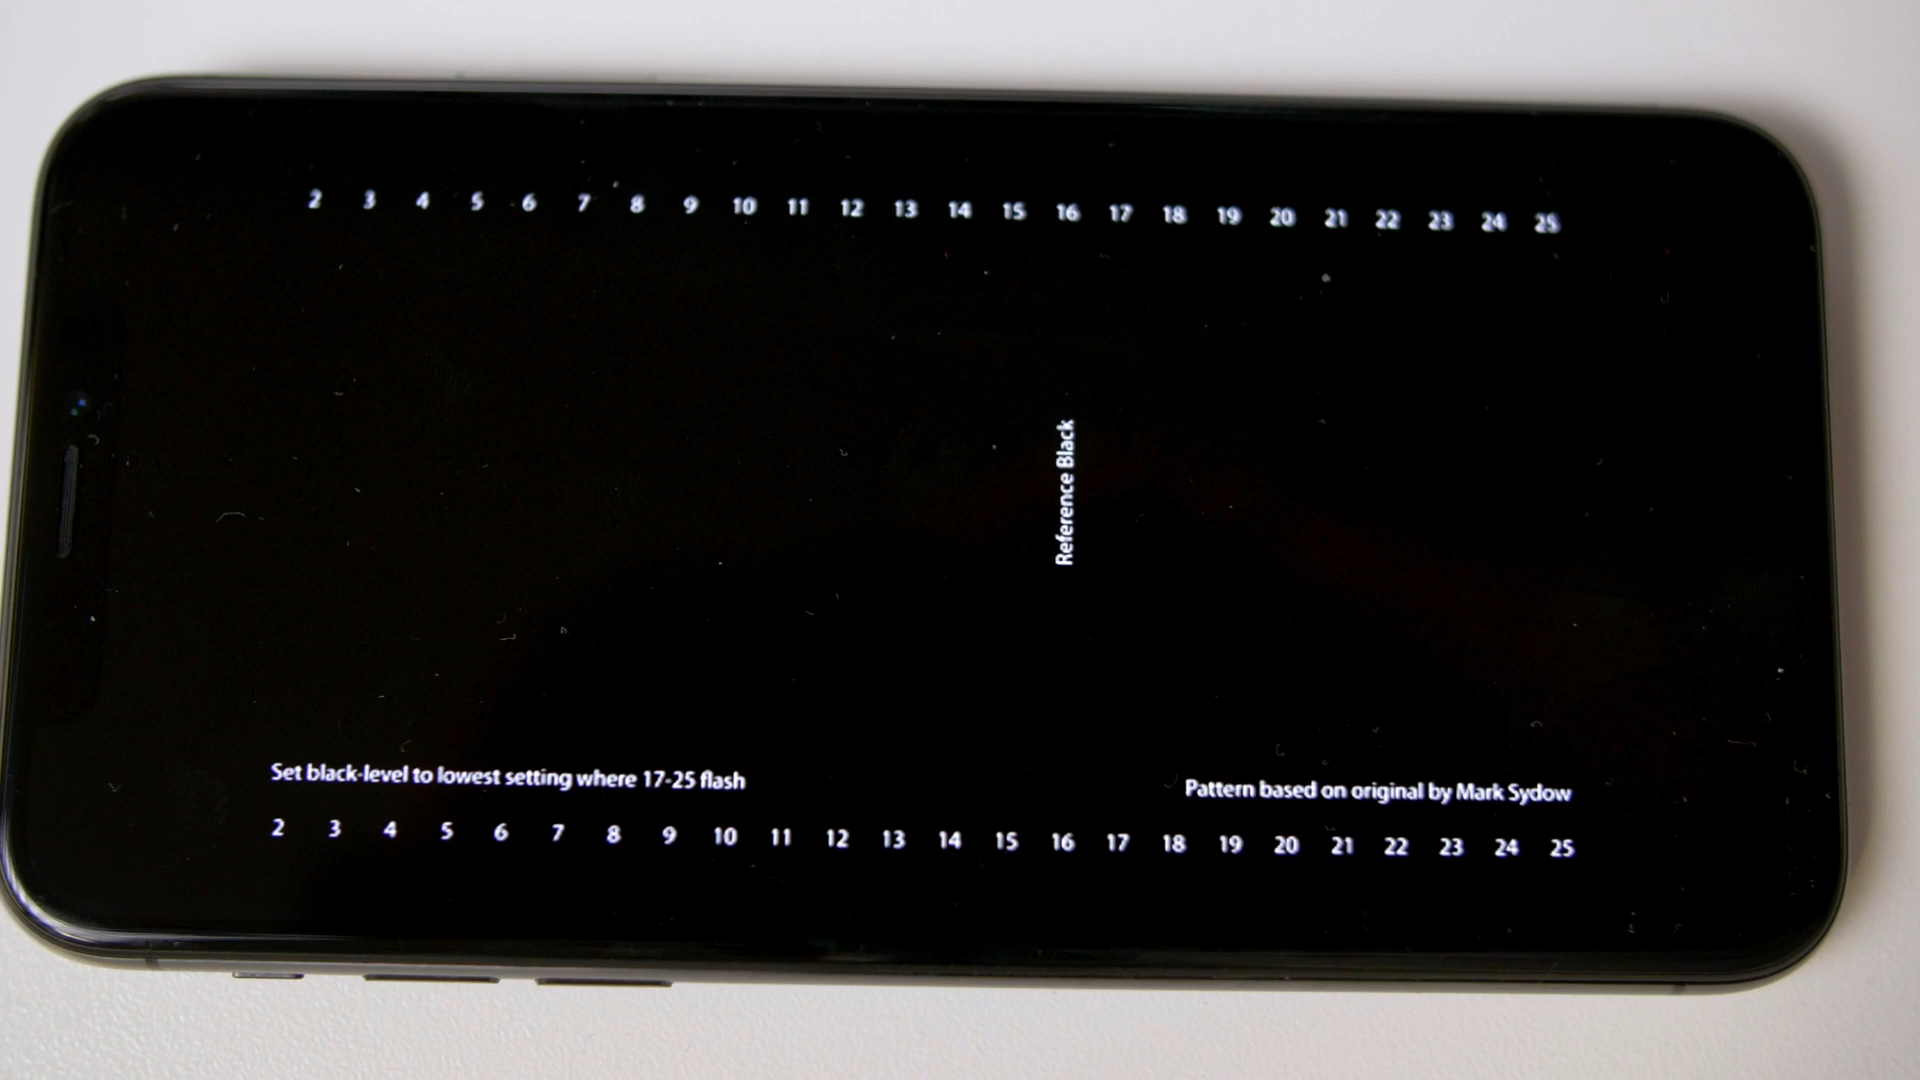 2 3 4 5 6 7 8 9 10 11 12 13 14 15 16 17 18 19 20 21 22 23 24 25
Reference Black
Set black-level to lowest setting where 17-25 flash
Pattern based on original by Mark Sydow
2 3 4 5 6 7 8 9 10 11 12 13 14 15 16 17 18 19 20 21 22 23 24 25